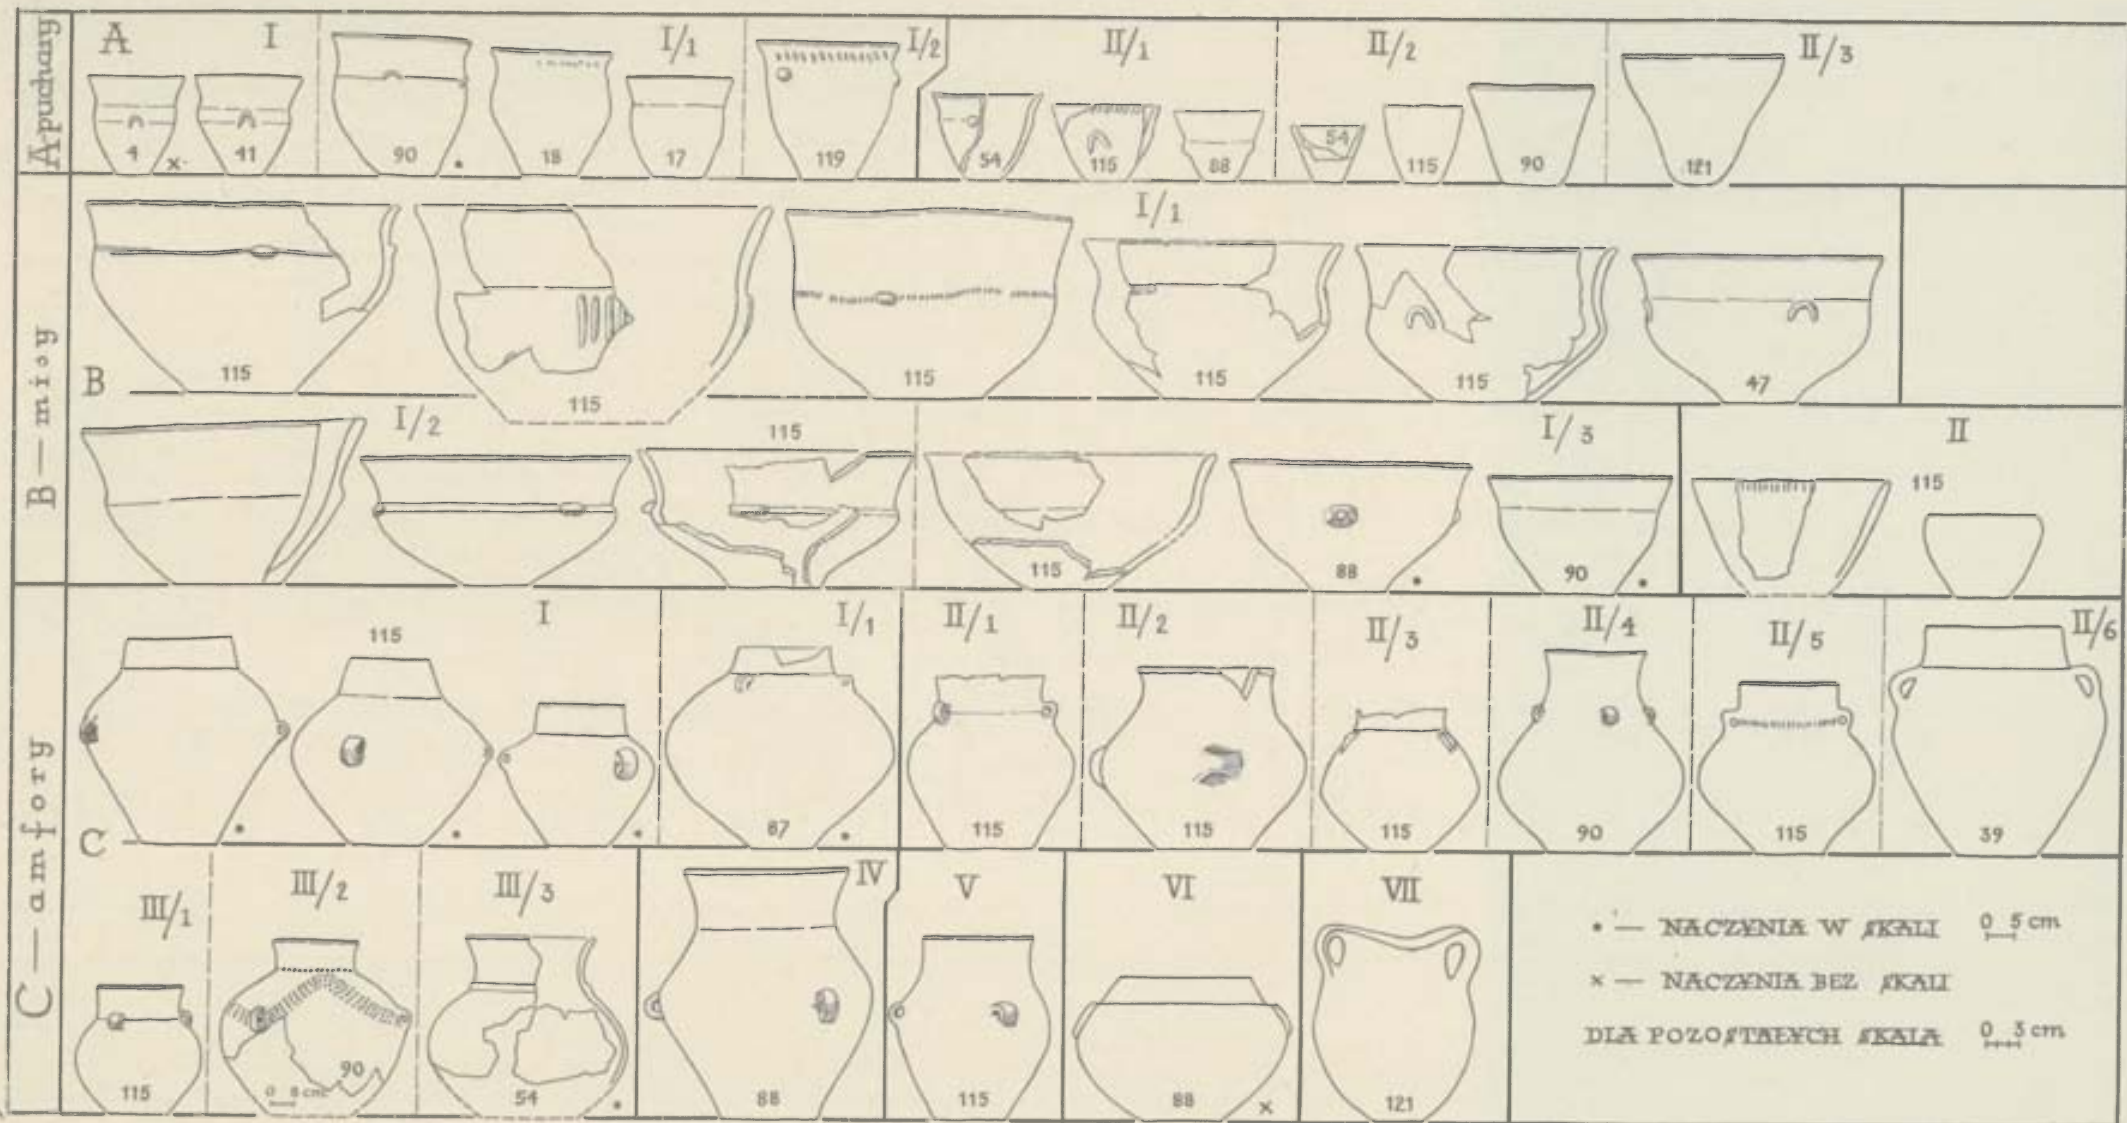 A-puchary
A I I/1 I/2 II/1 II/2 II/3
4 x 41 90 • 18 17 119 54 115 88 54 115 90 121
B—misy
I/1
B 115 115 115 115 115 47
I/2 115 I/3 II
115 88 • 90 • 115
C—amfory
115 I I/1 II/1 II/2 II/3 II/4 II/5 II/6
C • • • 67 • 115 115 115 90 115 39
III/1 III/2 III/3 IV V VI VII
115 90 0 8 cm 54 • 88 115 88 x 121
• — NACZYNIA W SKALI 0 5 cm
x — NACZYNIA BEZ SKALI
DLA POZOSTAŁYCH SKALA 0 3 cm